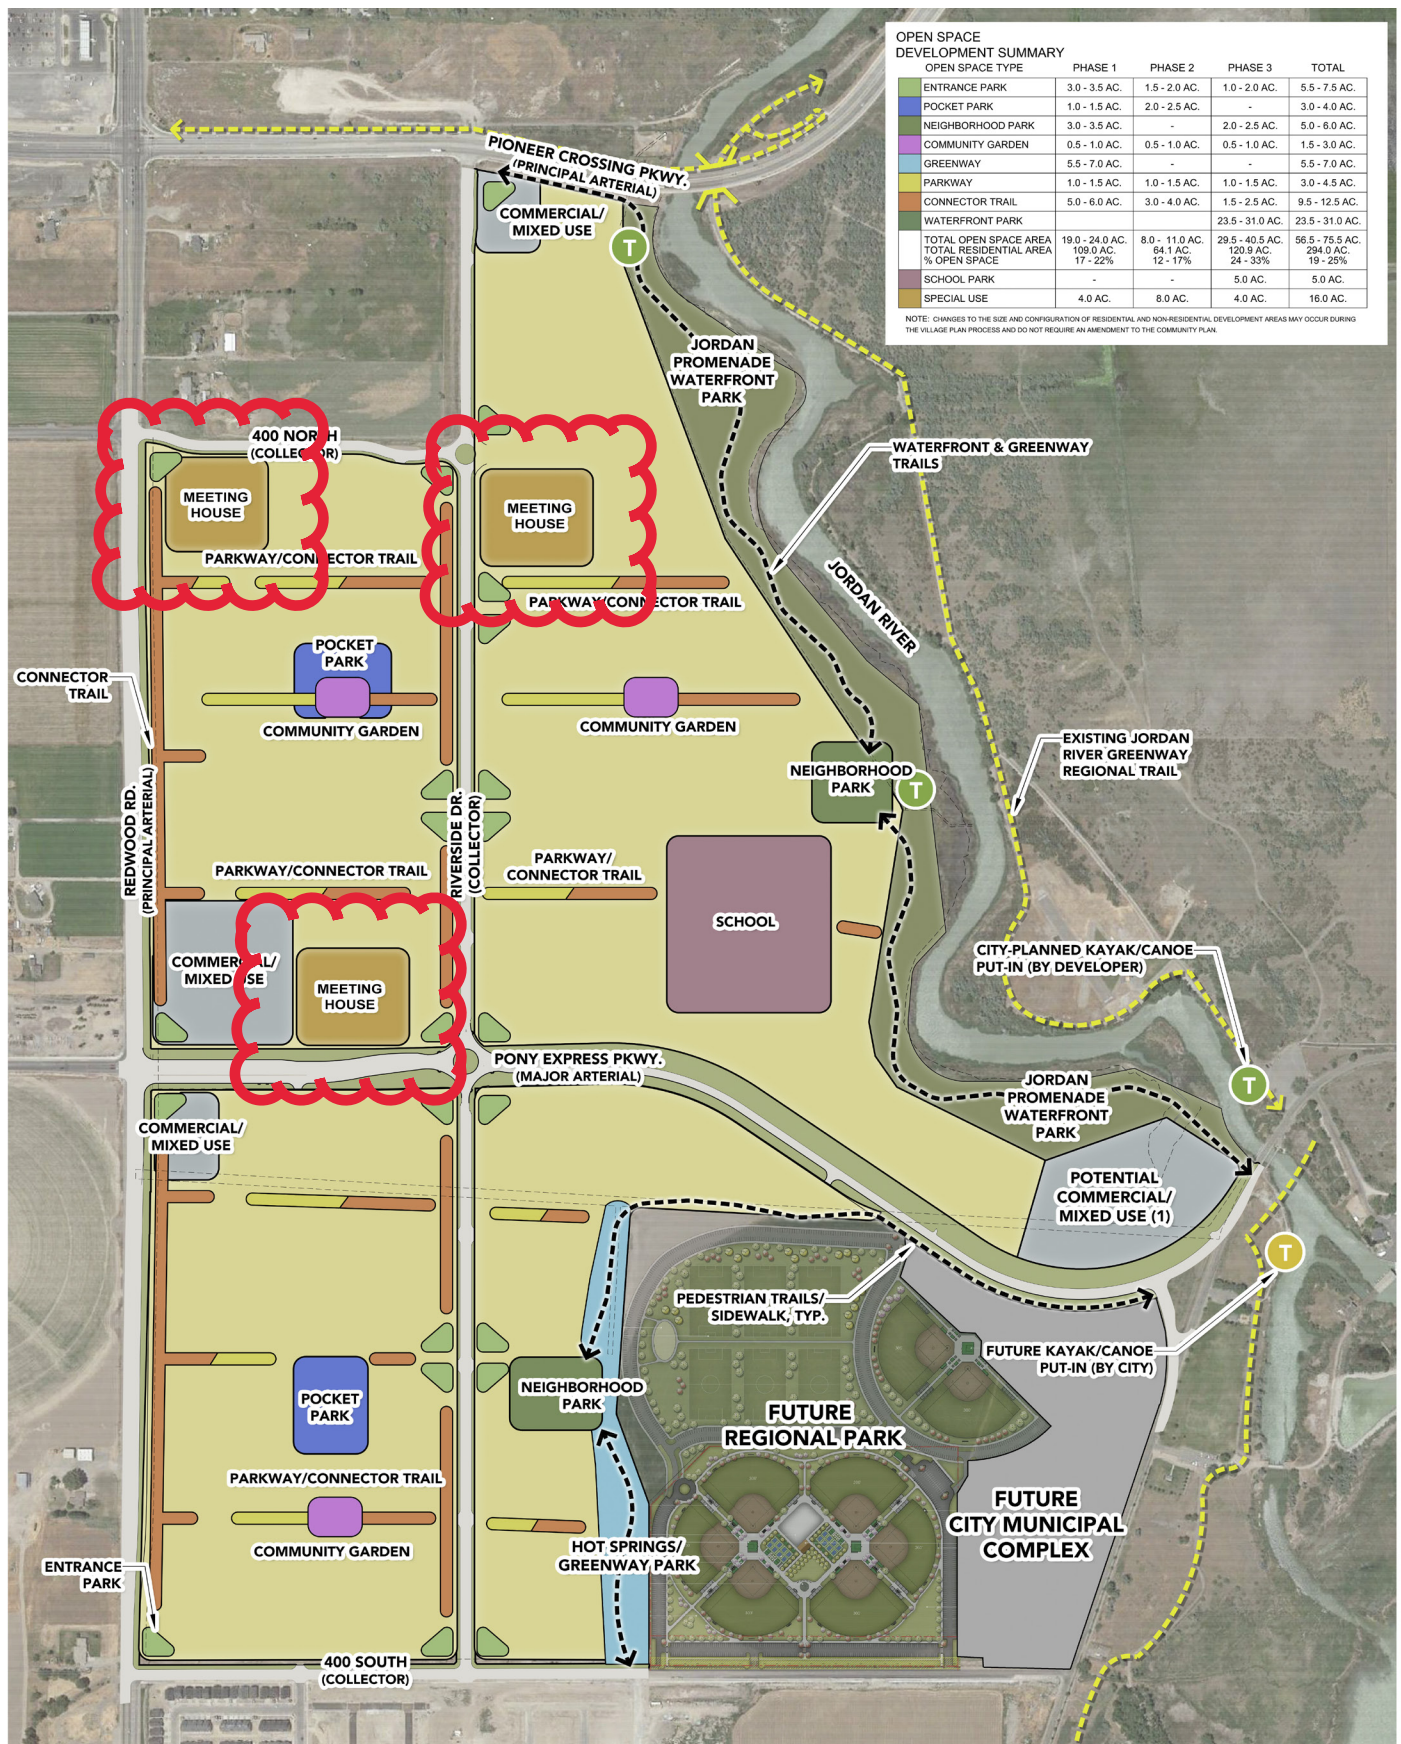 OPEN SPACE
DEVELOPMENT SUMMARY
OPEN SPACE TYPE PHASE 1 PHASE 2 PHASE 3 TOTAL
ENTRANCE PARK 3.0 - 3.5 AC. 1.5 - 2.0 AC. 1.0 - 2.0 AC. 5.5 - 7.5 AC.
POCKET PARK 1.0 - 1.5 AC. 2.0 - 2.5 AC. - 3.0 - 4.0 AC.
NEIGHBORHOOD PARK 3.0 - 3.5 AC. - 2.0 - 2.5 AC. 5.0 - 6.0 AC.
COMMUNITY GARDEN 0.5 - 1.0 AC. 0.5 - 1.0 AC. 0.5 - 1.0 AC. 1.5 - 3.0 AC.
GREENWAY 5.5 - 7.0 AC. - - 5.5 - 7.0 AC.
PARKWAY 1.0 - 1.5 AC. 1.0 - 1.5 AC. 1.0 - 1.5 AC. 3.0 - 4.5 AC.
CONNECTOR TRAIL 5.0 - 6.0 AC. 3.0 - 4.0 AC. 1.5 - 2.5 AC. 9.5 - 12.5 AC.
WATERFRONT PARK 23.5 - 31.0 AC. 23.5 - 31.0 AC.
TOTAL OPEN SPACE AREA 19.0 - 24.0 AC. 8.0 - 11.0 AC. 29.5 - 40.5 AC. 56.5 - 75.5 AC.
TOTAL RESIDENTIAL AREA 109.0 AC. 64.1 AC. 120.9 AC. 294.0 AC.
% OPEN SPACE 17 - 22% 12 - 17% 24 - 33% 19 - 25%
SCHOOL PARK - - 5.0 AC. 5.0 AC.
SPECIAL USE 4.0 AC. 8.0 AC. 4.0 AC. 16.0 AC.
NOTE: CHANGES TO THE SIZE AND CONFIGURATION OF RESIDENTIAL AND NON-RESIDENTIAL DEVELOPMENT AREAS MAY OCCUR DURING
THE VILLAGE PLAN PROCESS AND DO NOT REQUIRE AN AMENDMENT TO THE COMMUNITY PLAN.
PIONEER CROSSING PKWY.
(PRINCIPAL ARTERIAL)
COMMERCIAL/
MIXED USE
T
JORDAN
PROMENADE
WATERFRONT
PARK
400 NORTH
(COLLECTOR)
WATERFRONT & GREENWAY
TRAILS
MEETING
HOUSE
MEETING
HOUSE
PARKWAY/CONNECTOR TRAIL
PARKWAY/CONNECTOR TRAIL
JORDAN RIVER
POCKET
PARK
CONNECTOR
TRAIL
COMMUNITY GARDEN
COMMUNITY GARDEN
EXISTING JORDAN
RIVER GREENWAY
REGIONAL TRAIL
NEIGHBORHOOD
PARK
T
REDWOOD RD.
(PRINCIPAL ARTERIAL)
RIVERSIDE DR.
(COLLECTOR)
PARKWAY/CONNECTOR TRAIL
PARKWAY/
CONNECTOR TRAIL
SCHOOL
COMMERCIAL/
MIXED USE
MEETING
HOUSE
CITY-PLANNED KAYAK/CANOE
PUT-IN (BY DEVELOPER)
PONY EXPRESS PKWY.
(MAJOR ARTERIAL)
T
JORDAN
PROMENADE
WATERFRONT
PARK
COMMERCIAL/
MIXED USE
POTENTIAL
COMMERCIAL/
MIXED USE (1)
T
PEDESTRIAN TRAILS/
SIDEWALK, TYP.
FUTURE KAYAK/CANOE
PUT-IN (BY CITY)
NEIGHBORHOOD
PARK
POCKET
PARK
FUTURE
REGIONAL PARK
PARKWAY/CONNECTOR TRAIL
FUTURE
CITY MUNICIPAL
COMPLEX
COMMUNITY GARDEN
HOT SPRINGS/
GREENWAY PARK
ENTRANCE
PARK
400 SOUTH
(COLLECTOR)